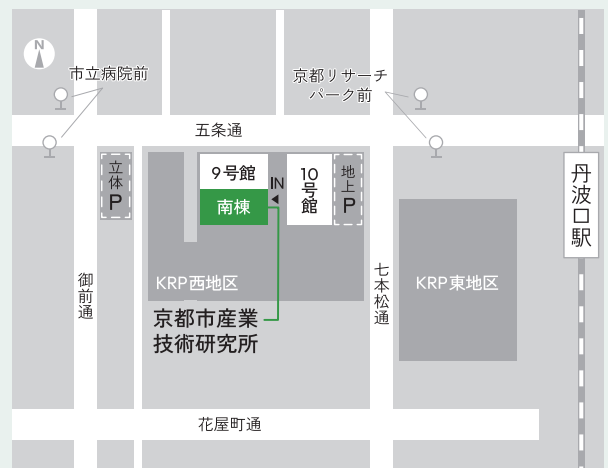 N
市立病院前
京都リサーチ
パーク前
五条通
立体
P
9号館
南棟
IN
10号館
地上
P
丹波口駅
KRP西地区
KRP東地区
御前通
七本松通
京都市産業
技術研究所
花屋町通